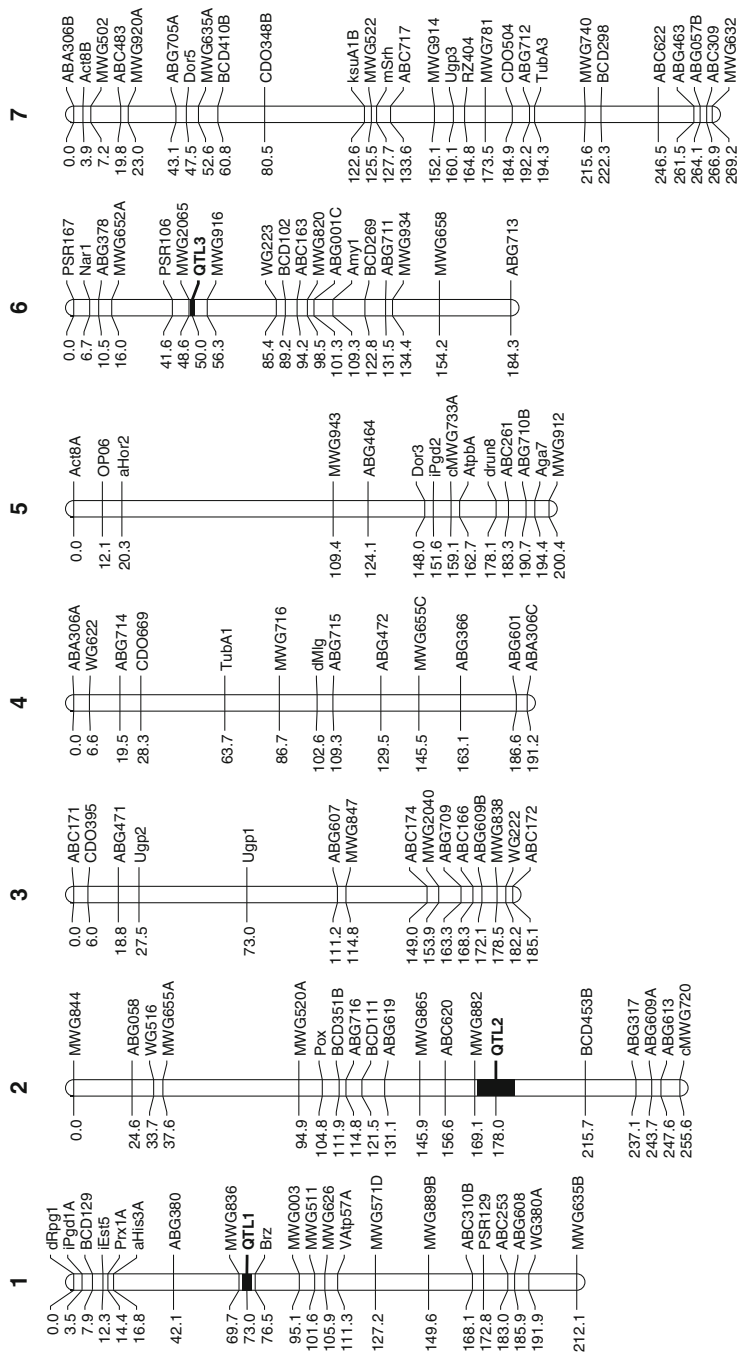 1
0.0 dRpg1
3.5 iPgd1A
7.9 BCD129
12.3 iEst5
14.4 Prx1A
16.8 aHis3A
42.1 ABG380
69.7 MWG836
73.0 QTL1
76.5 Brz
95.1 MWG003
101.6 MWG511
105.9 MWG626
111.3 VAtp57A
127.2 MWG571D
149.6 MWG889B
168.1 ABC310B
172.8 PSR129
183.0 ABC253
185.9 ABG608
191.9 WG380A
212.1 MWG635B
2
0.0 MWG844
24.6 ABG058
33.7 WG516
37.6 MWG655A
94.9 MWG520A
104.8 Pox
111.9 BCD351B
114.8 ABG716
121.5 BCD111
131.1 ABG619
145.9 MWG865
156.6 ABC620
169.1 MWG882
178.0 QTL2
215.7 BCD453B
237.1 ABG317
243.7 ABG609A
247.6 ABG613
255.6 cMWG720
3
0.0 ABC171
6.0 CDO395
18.8 ABG471
27.5 Ugp2
73.0 Ugp1
111.2 ABG607
114.8 MWG847
149.0 ABC174
153.9 MWG2040
163.3 ABG709
168.3 ABC166
172.1 ABG609B
178.5 MWG838
182.2 WG222
185.1 ABC172
4
0.0 ABA306A
6.6 WG622
19.5 ABG714
28.3 CDO669
63.7 TubA1
86.7 MWG716
102.6 dMlg
109.3 ABG715
129.5 ABG472
145.5 MWG655C
163.1 ABG366
186.6 ABG601
191.2 ABA306C
5
0.0 Act8A
12.1 OP06
20.3 aHor2
109.4 MWG943
124.1 ABG464
148.0 Dor3
151.6 iPgd2
159.1 cMWG733A
162.7 AtpbA
178.1 drun8
183.3 ABC261
190.7 ABG710B
194.4 Aga7
200.4 MWG912
6
0.0 PSR167
6.7 Nar1
10.5 ABG378
16.0 MWG652A
41.6 PSR106
48.6 MWG2065
50.0 QTL3
56.3 MWG916
85.4 WG223
89.2 BCD102
94.2 ABC163
98.5 MWG820
101.3 ABG001C
109.3 Amy1
122.8 BCD269
131.5 ABG711
134.4 MWG934
154.2 MWG658
184.3 ABG713
7
0.0 ABA306B
3.9 Act8B
7.2 MWG502
19.8 ABC483
23.0 MWG920A
43.1 ABG705A
47.5 Dor5
52.6 MWG635A
60.8 BCD410B
80.5 CDO348B
122.6 ksuA1B
125.5 MWG522
127.7 mSrh
133.6 ABC717
152.1 MWG914
160.1 Ugp3
164.8 RZ404
173.5 MWG781
184.9 CDO504
192.2 ABG712
194.3 TubA3
215.6 MWG740
222.3 BCD298
246.5 ABC622
261.5 ABG463
264.1 ABG057B
266.9 ABC309
269.2 MWG632